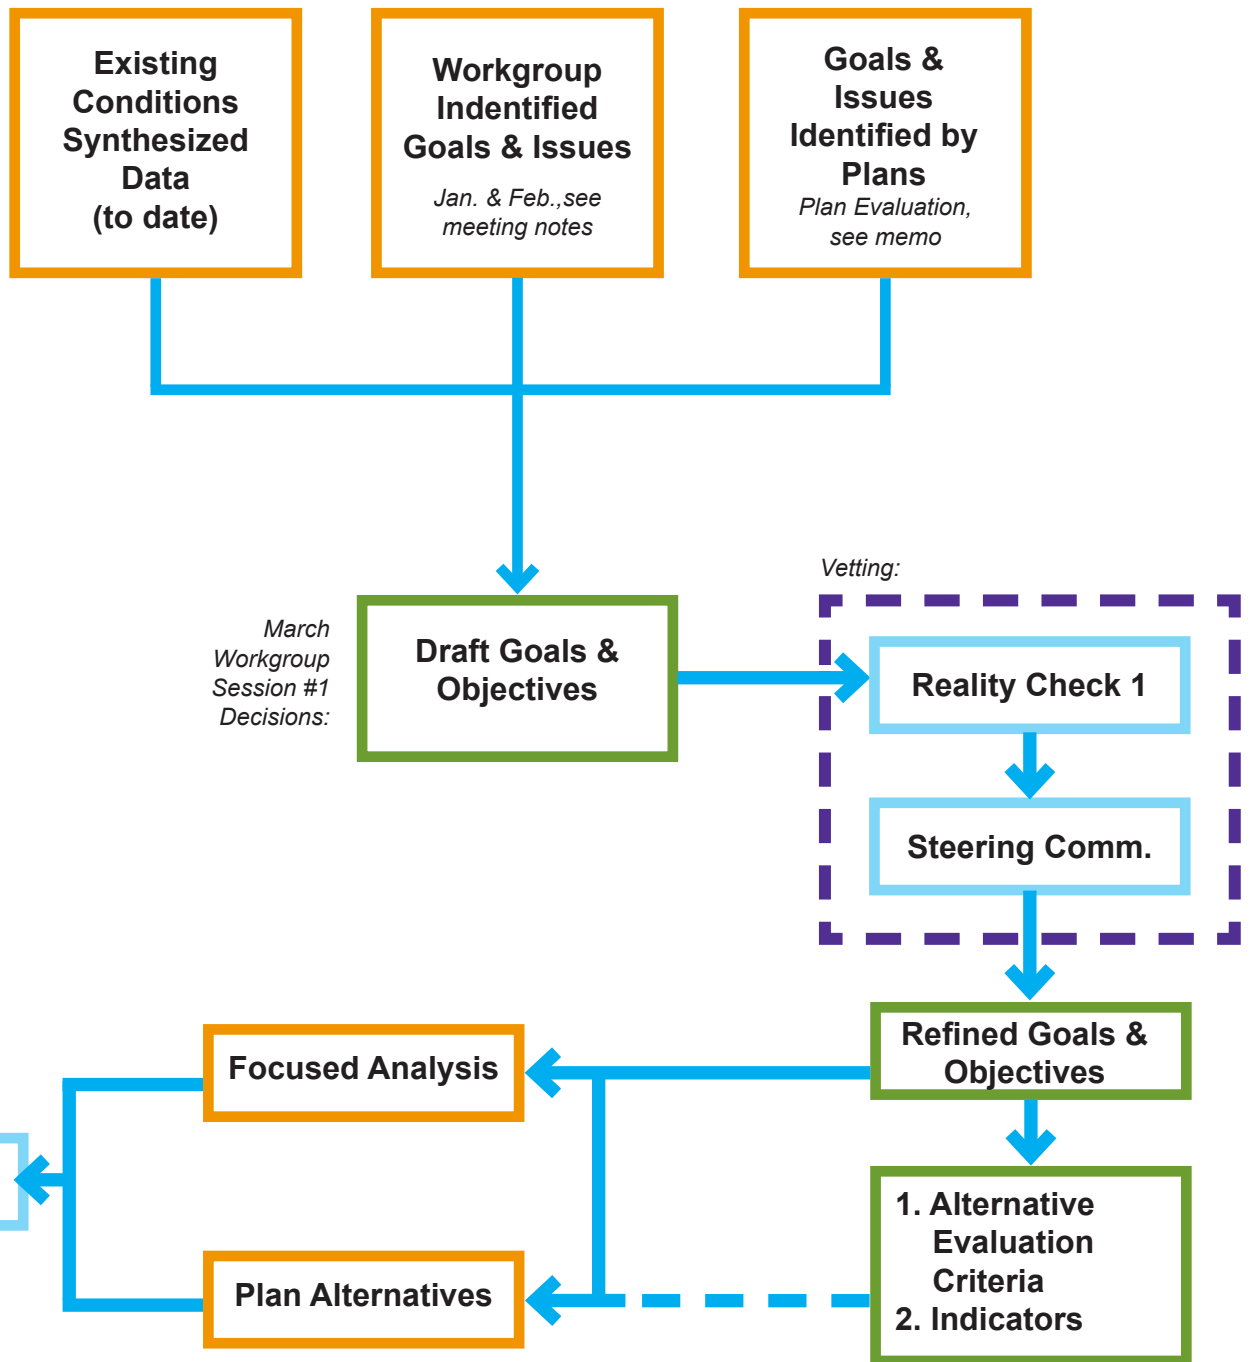 Existing
Conditions
Synthesized
Data
(to date)
Workgroup
Indentified
Goals & Issues
Jan. & Feb.,see
meeting notes
Goals &
Issues
Identified by
Plans
Plan Evaluation,
see memo
March
Workgroup
Session #1
Decisions:
Draft Goals &
Objectives
Vetting:
Reality Check 1
Steering Comm.
Refined Goals &
Objectives
Focused Analysis
1. Alternative
Evaluation
Criteria
2. Indicators
Plan Alternatives